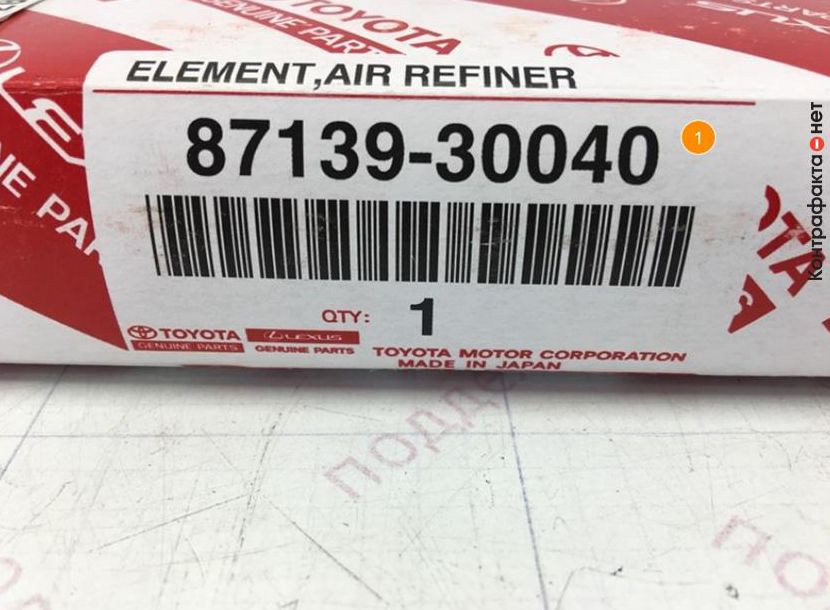 TOYOTA
GENUINE PARTS
ELEMENT,AIR REFINER
87139-30040
1
QTY: 1
TOYOTA
GENUINE PARTS
LEXUS
GENUINE PARTS
TOYOTA MOTOR CORPORATION
MADE IN JAPAN
Контрафакта нет